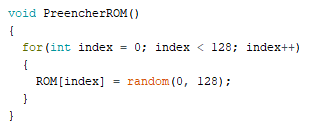 void PreencherROM()
{
  for(int index = 0; index < 128; index++)
  {
    ROM[index] = random(0, 128);
  }
}